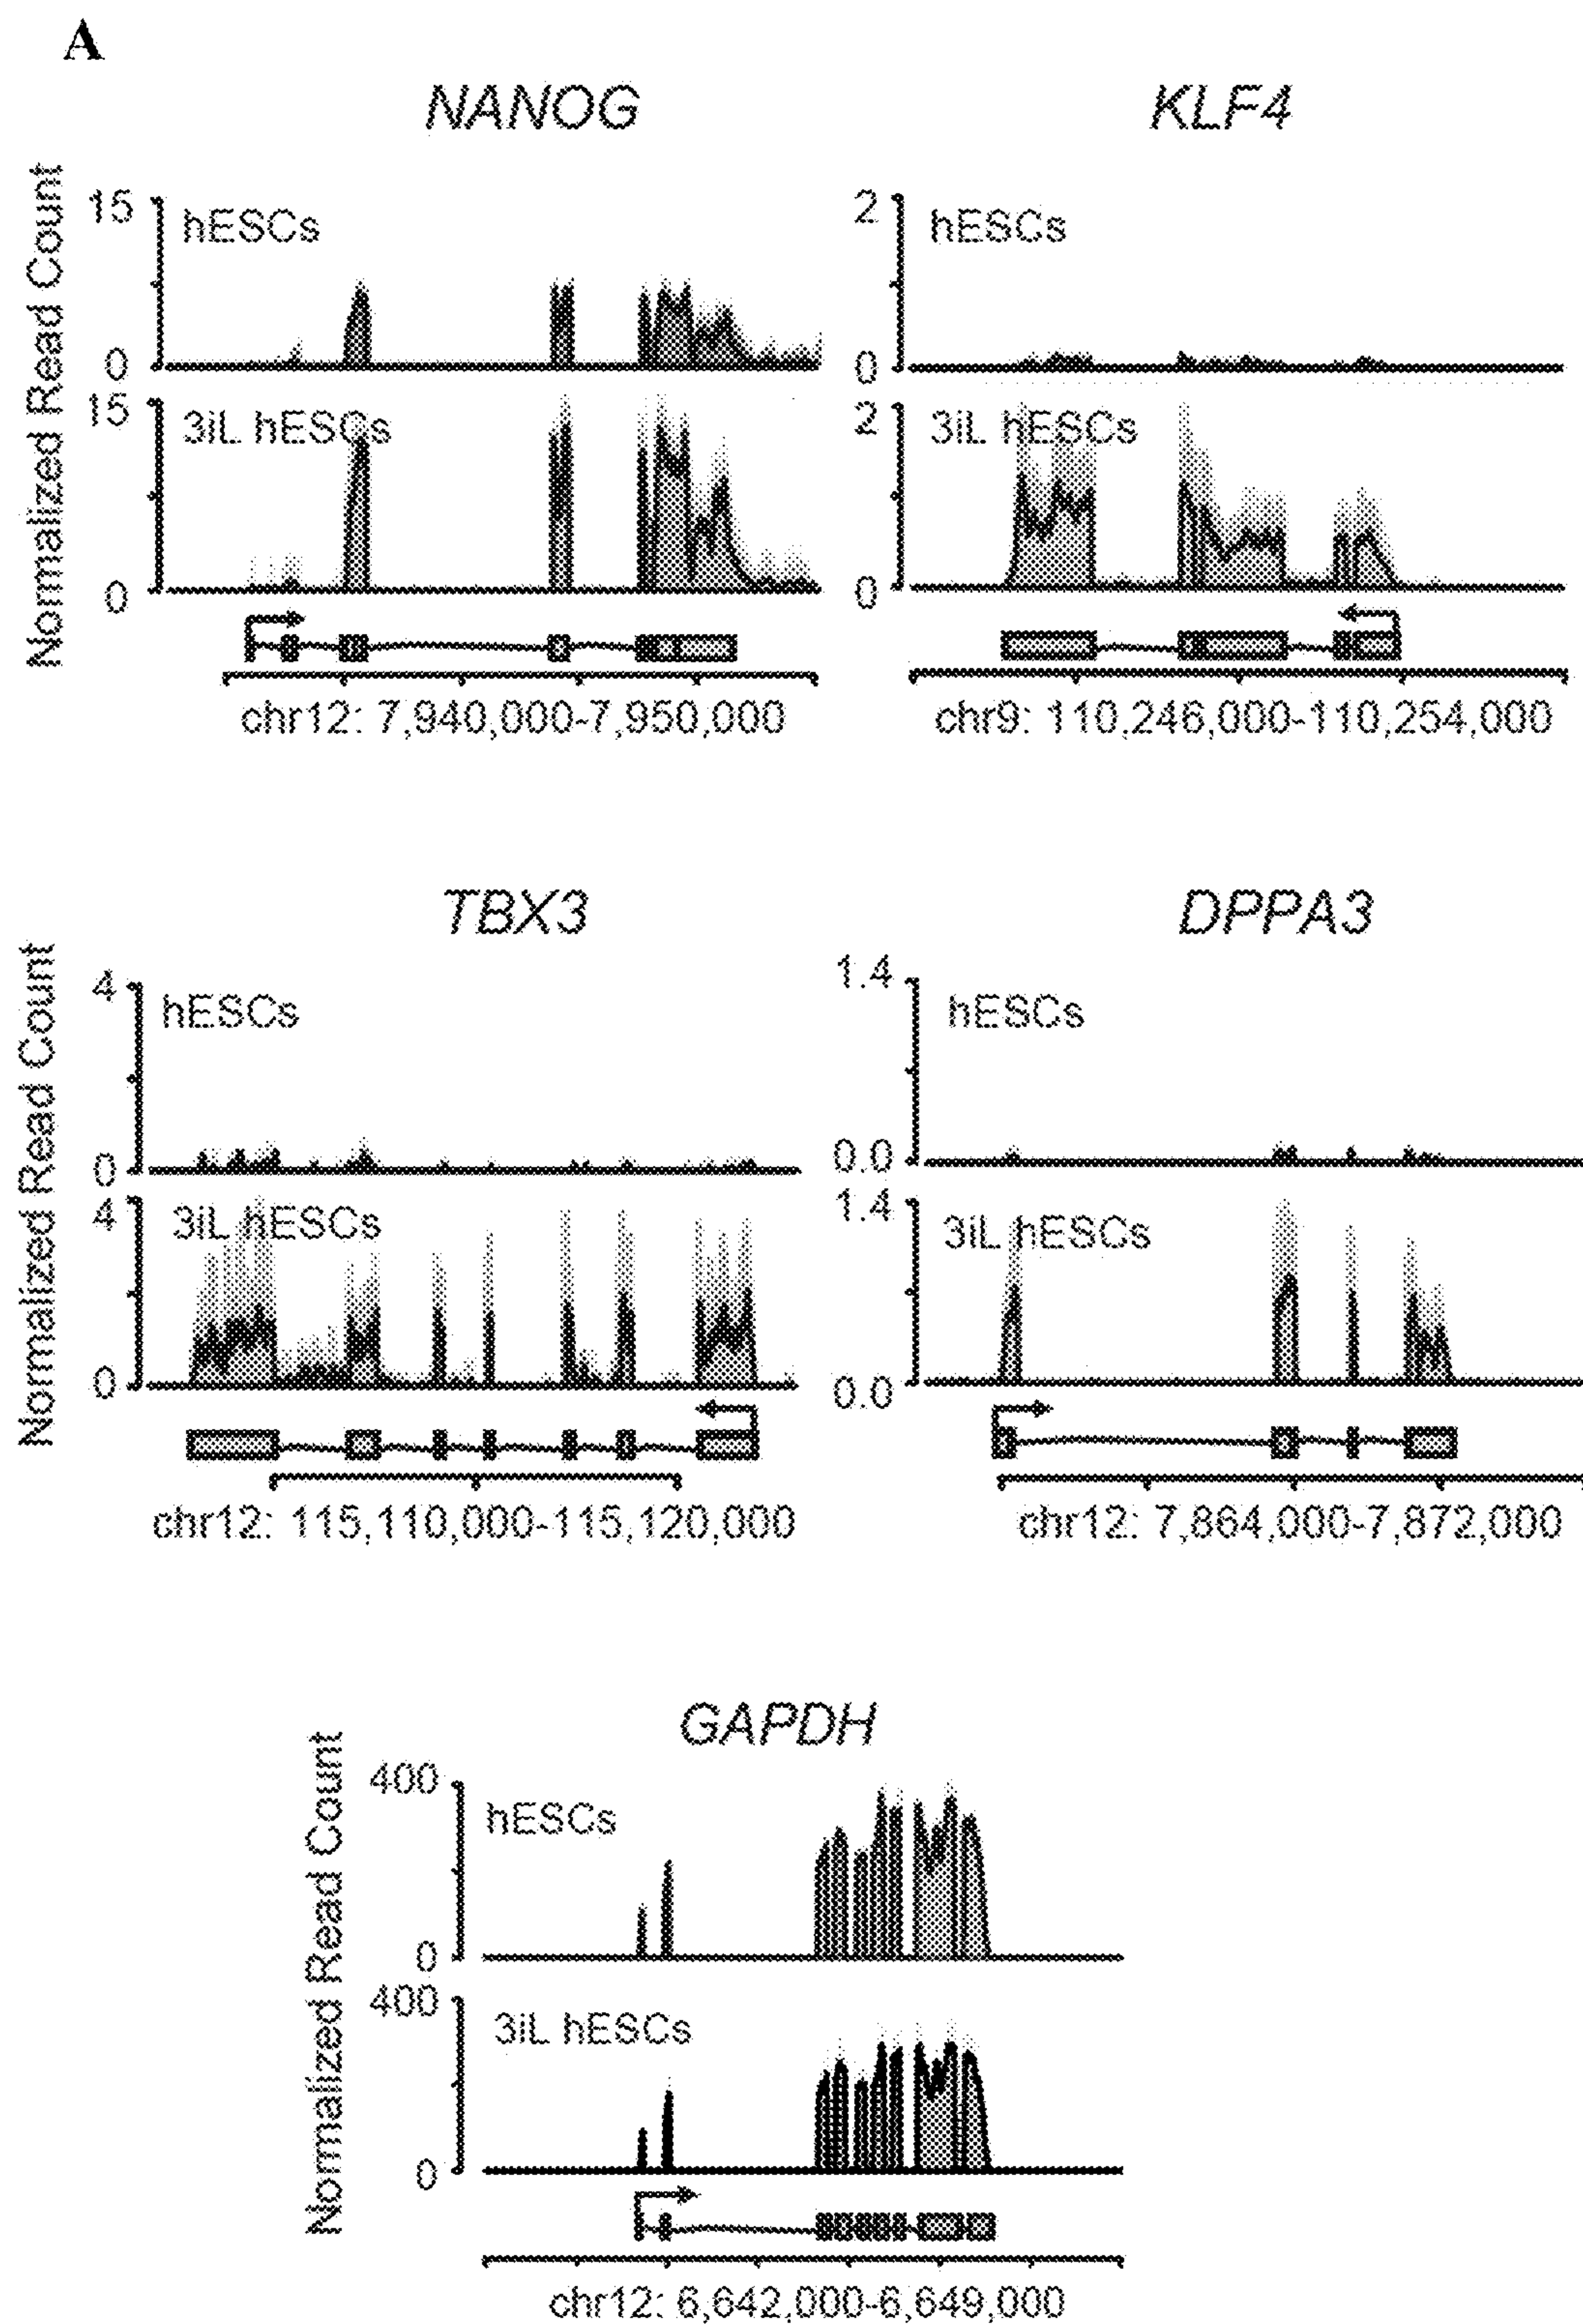 A
NANOG
KLF4
Normalized Read Count
15
hESCs
0
15
3iL hESCs
0
2
hESCs
0
2
3iL hESCs
0
chr12: 7,940,000-7,950,000
chr9: 110,246,000-110,254,000
TBX3
DPPA3
Normalized Read Count
4
hESCs
0
4
3iL hESCs
0
1.4
hESCs
0.0
1.4
3iL hESCs
0.0
chr12: 115,110,000-115,120,000
chr12: 7,864,000-7,872,000
GAPDH
Normalized Read Count
400
hESCs
0
400
3iL hESCs
0
chr12: 6,642,000-6,649,000